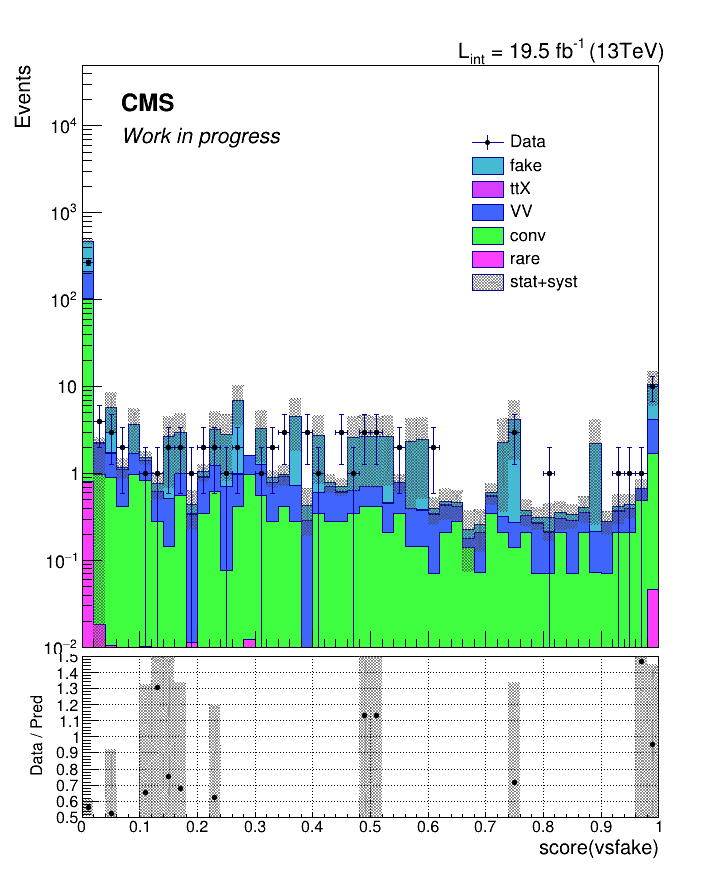 L_int = 19.5 fb^-1 (13TeV)
Events
CMS
Work in progress
Data
fake
ttX
VV
conv
rare
stat+syst
10^4
10^3
10^2
10
1
10^-1
10^-2
Data / Pred
1.5
1.4
1.3
1.2
1.1
1
0.9
0.8
0.7
0.6
0.5
0 0.1 0.2 0.3 0.4 0.5 0.6 0.7 0.8 0.9 1
score(vsfake)